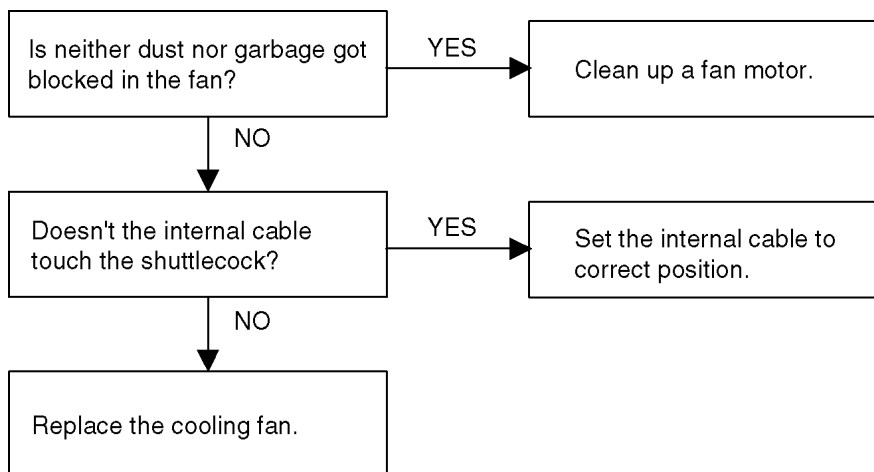 Is neither dust nor garbage got
blocked in the fan?
YES
Clean up a fan motor.
NO
Doesn't the internal cable
touch the shuttlecock?
YES
Set the internal cable to
correct position.
NO
Replace the cooling fan.